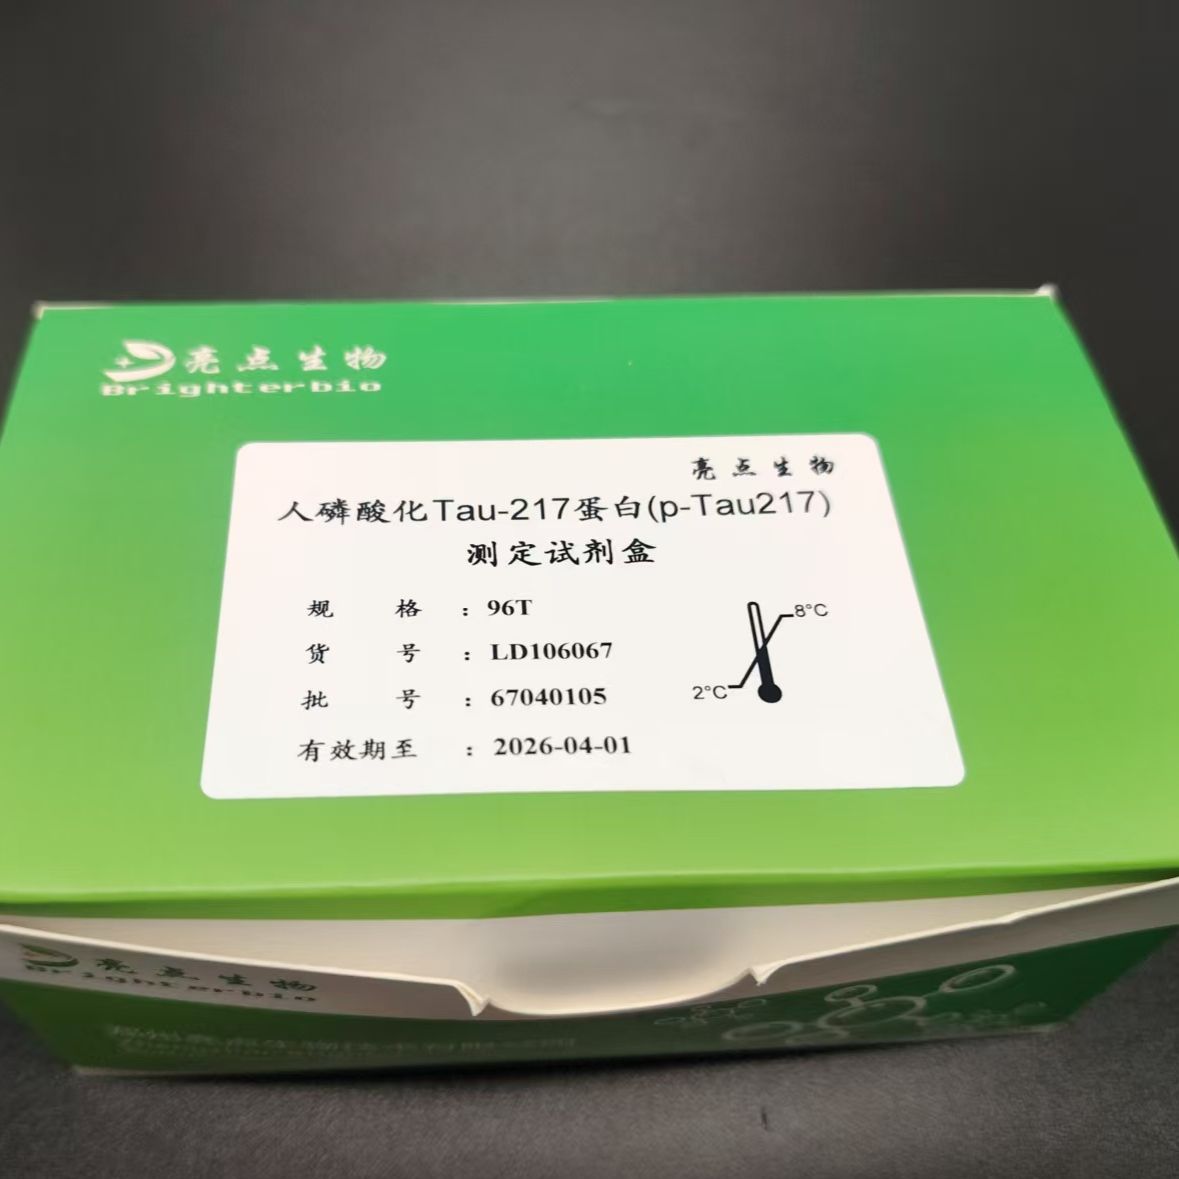 亮点生物
Brighterbio
亮点生物
人磷酸化Tau-217蛋白(p-Tau217)
测定试剂盒
规 格 : 96T
货 号 : LD106067
批 号 : 67040105
有效期至 : 2026-04-01
8°C
2°C
亮点生物
Brighterbio